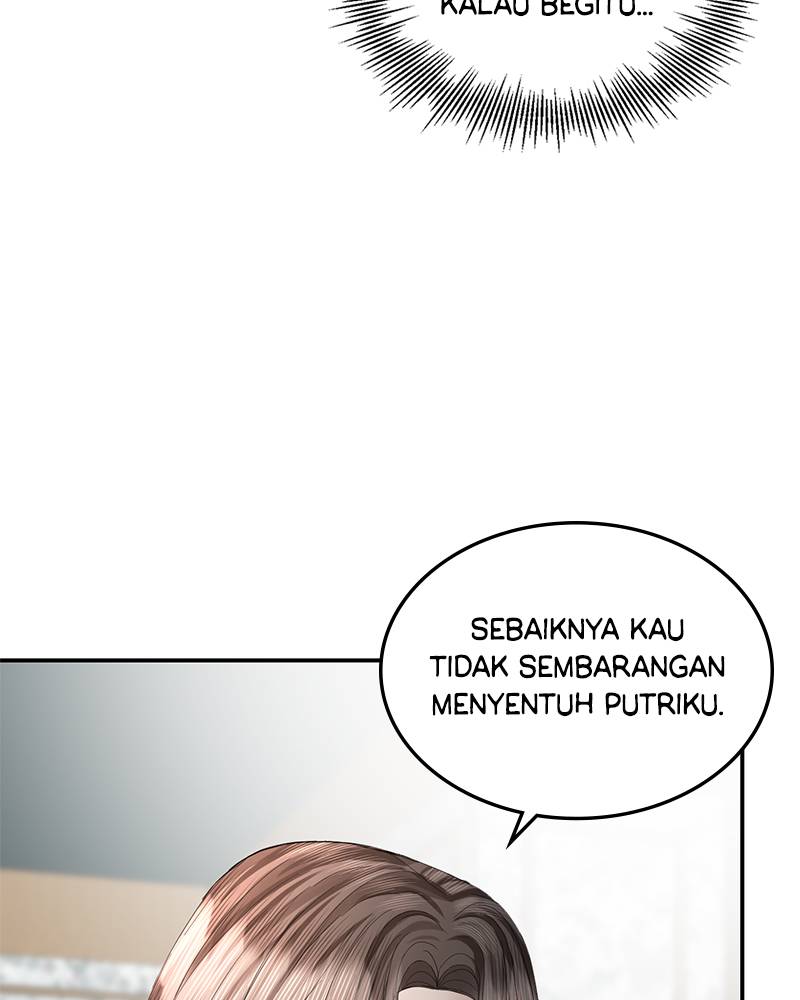 KALAU BEGITU...
SEBAIKNYA KAU
TIDAK SEMBARANGAN
MENYENTUH PUTRIKU.